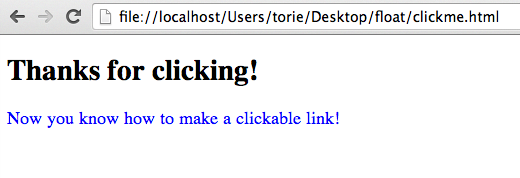 file://localhost/Users/torie/Desktop/float/clickme.html
Thanks for clicking!
Now you know how to make a clickable link!